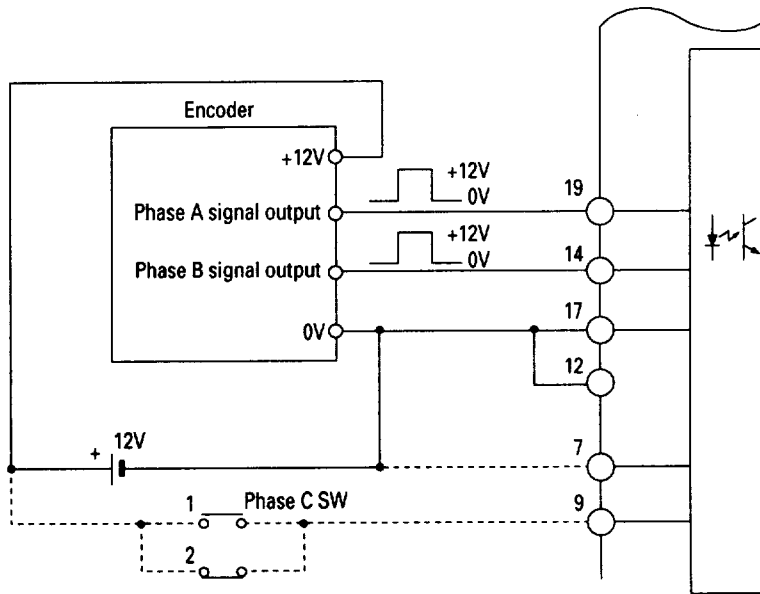 Encoder
+12V
Phase A signal output
+12V
0V
19
Phase B signal output
+12V
0V
14
0V
17
12
+ 12V
7
1 Phase C SW
9
2